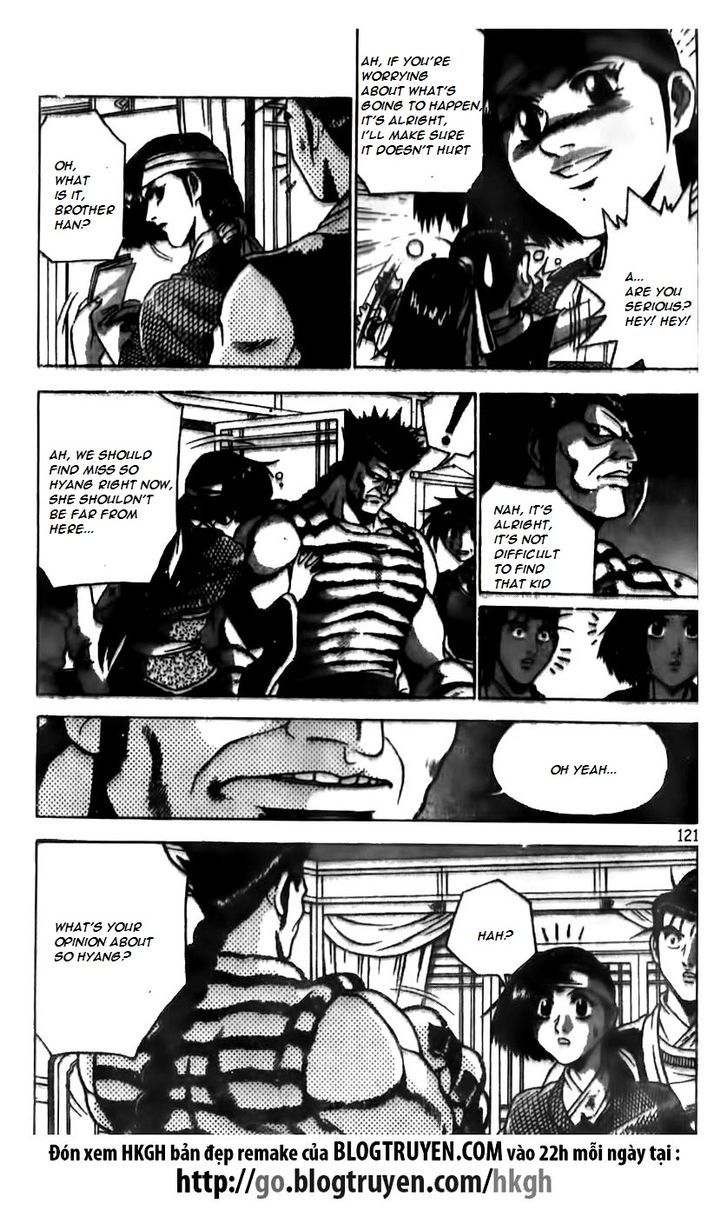 AH, IF YOU'RE
WORRYING
ABOUT WHAT'S
GOING TO HAPPEN,
IT'S ALRIGHT,
I'LL MAKE SURE
IT DOESN'T HURT
OH,
WHAT
IS IT,
BROTHER
HAN?
A...
ARE YOU
SERIOUS?
HEY! HEY!
AH, WE SHOULD
FIND MISS SO
HYANG RIGHT NOW,
SHE SHOULDN'T
BE FAR FROM
HERE...
!
NAH, IT'S
ALRIGHT,
IT'S NOT
DIFFICULT
TO FIND
THAT KID
OH YEAH...
121
WHAT'S YOUR
OPINION ABOUT
SO HYANG?
HAH?
Đón xem HKGH bản đẹp remake của BLOGTRUYEN.COM vào 22h mỗi ngày tại :
http://go.blogtruyen.com/hkgh